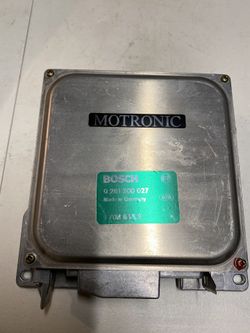 MOTRONIC
BOSCH
0 261 200 027
Made in Germany